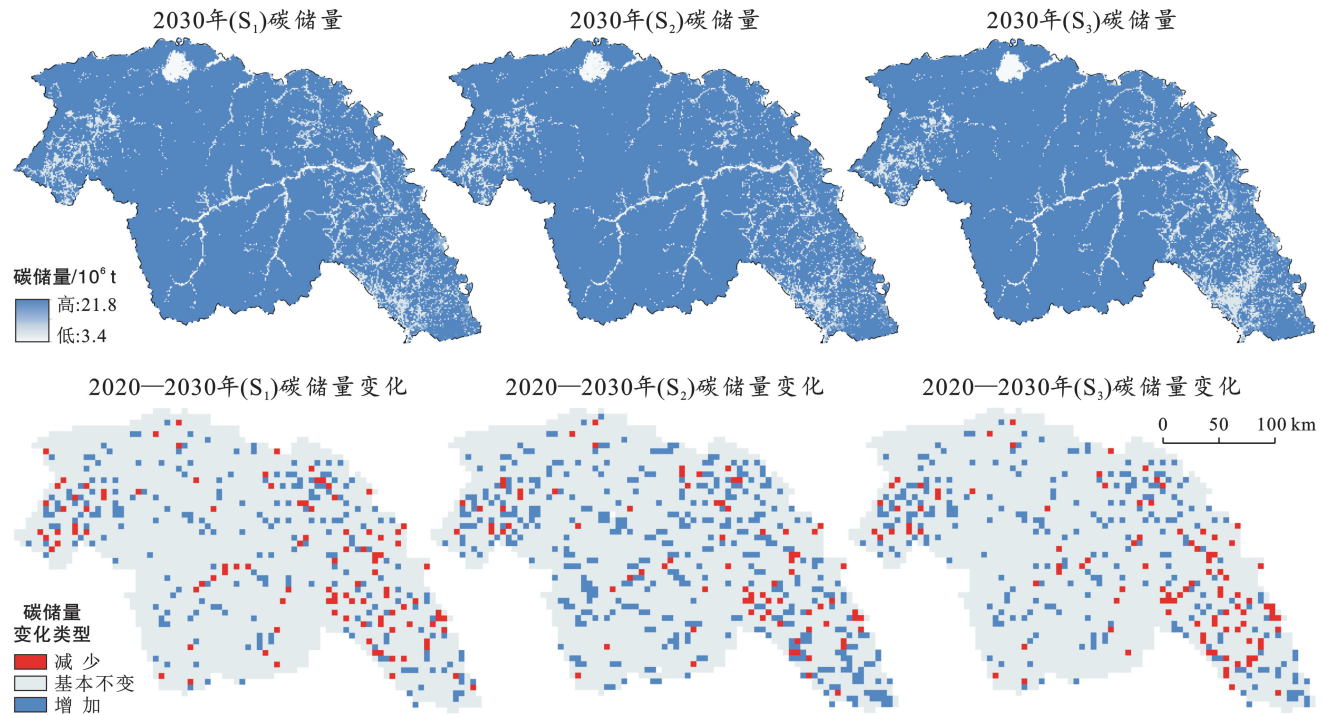 2030年(S₁)碳储量
2030年(S₂)碳储量
2030年(S₃)碳储量
碳储量/10⁶ t
高:21.8
低:3.4
2020—2030年(S₁)碳储量变化
2020—2030年(S₂)碳储量变化
2020—2030年(S₃)碳储量变化
0 50 100 km
碳储量
变化类型
减 少
基本不变
增 加